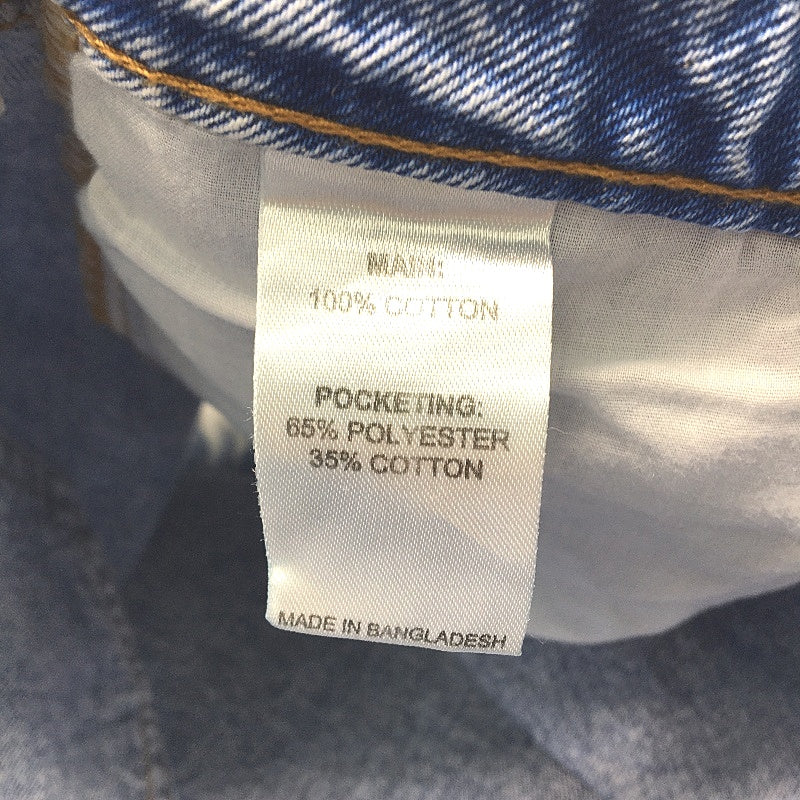 MAIN:
100% COTTON
POCKETING:
65% POLYESTER
35% COTTON
MADE IN BANGLADESH